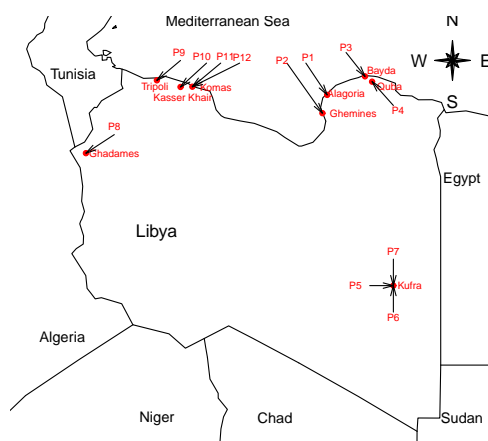 Mediterranean Sea
N
W
E
S
P9
P10
P11
P12
P2
P1
P3
Tunisia
Tripoli
Kasser Khair
Komas
Bayda
Quba
Alagoria
Ghemines
P4
P8
Ghadames
Egypt
Libya
P7
P5
Kufra
P6
Algeria
Niger
Chad
Sudan